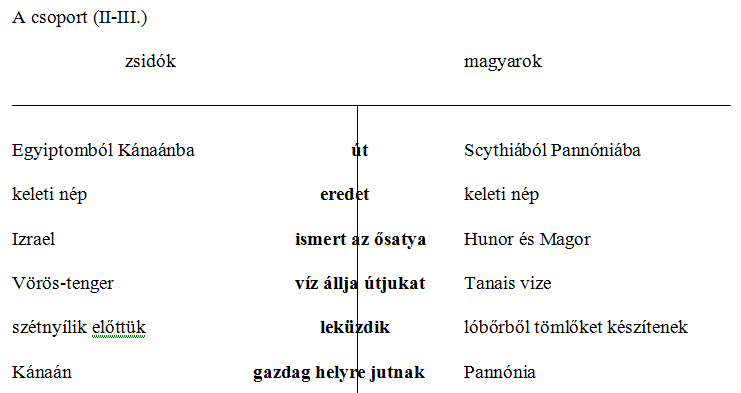 A csoport (II-III.)
zsidók magyarok
Egyiptomból Kánaánba út Scythiából Pannóniába
keleti nép eredet keleti nép
Izrael ismert az ősatya Hunor és Magor
Vörös-tenger víz állja útjukat Tanais vize
szétnyílik előttük leküzdik lóbőrből tömlőket készítenek
Kánaán gazdag helyre jutnak Pannónia